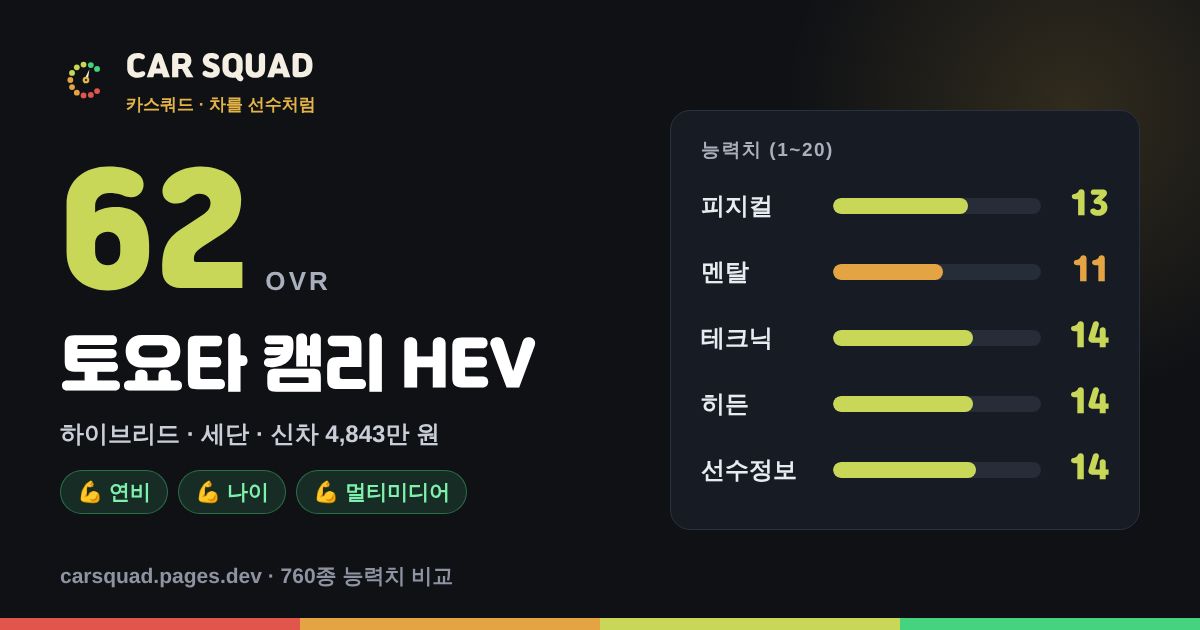 CAR SQUAD
카스쿼드 · 차를 선수처럼
62 OVR
토요타 캠리 HEV
하이브리드 · 세단 · 신차 4,843만 원
💪 연비 💪 나이 💪 멀티미디어
carsquad.pages.dev · 760종 능력치 비교
능력치 (1~20)
피지컬 13
멘탈 11
테크닉 14
히든 14
선수정보 14